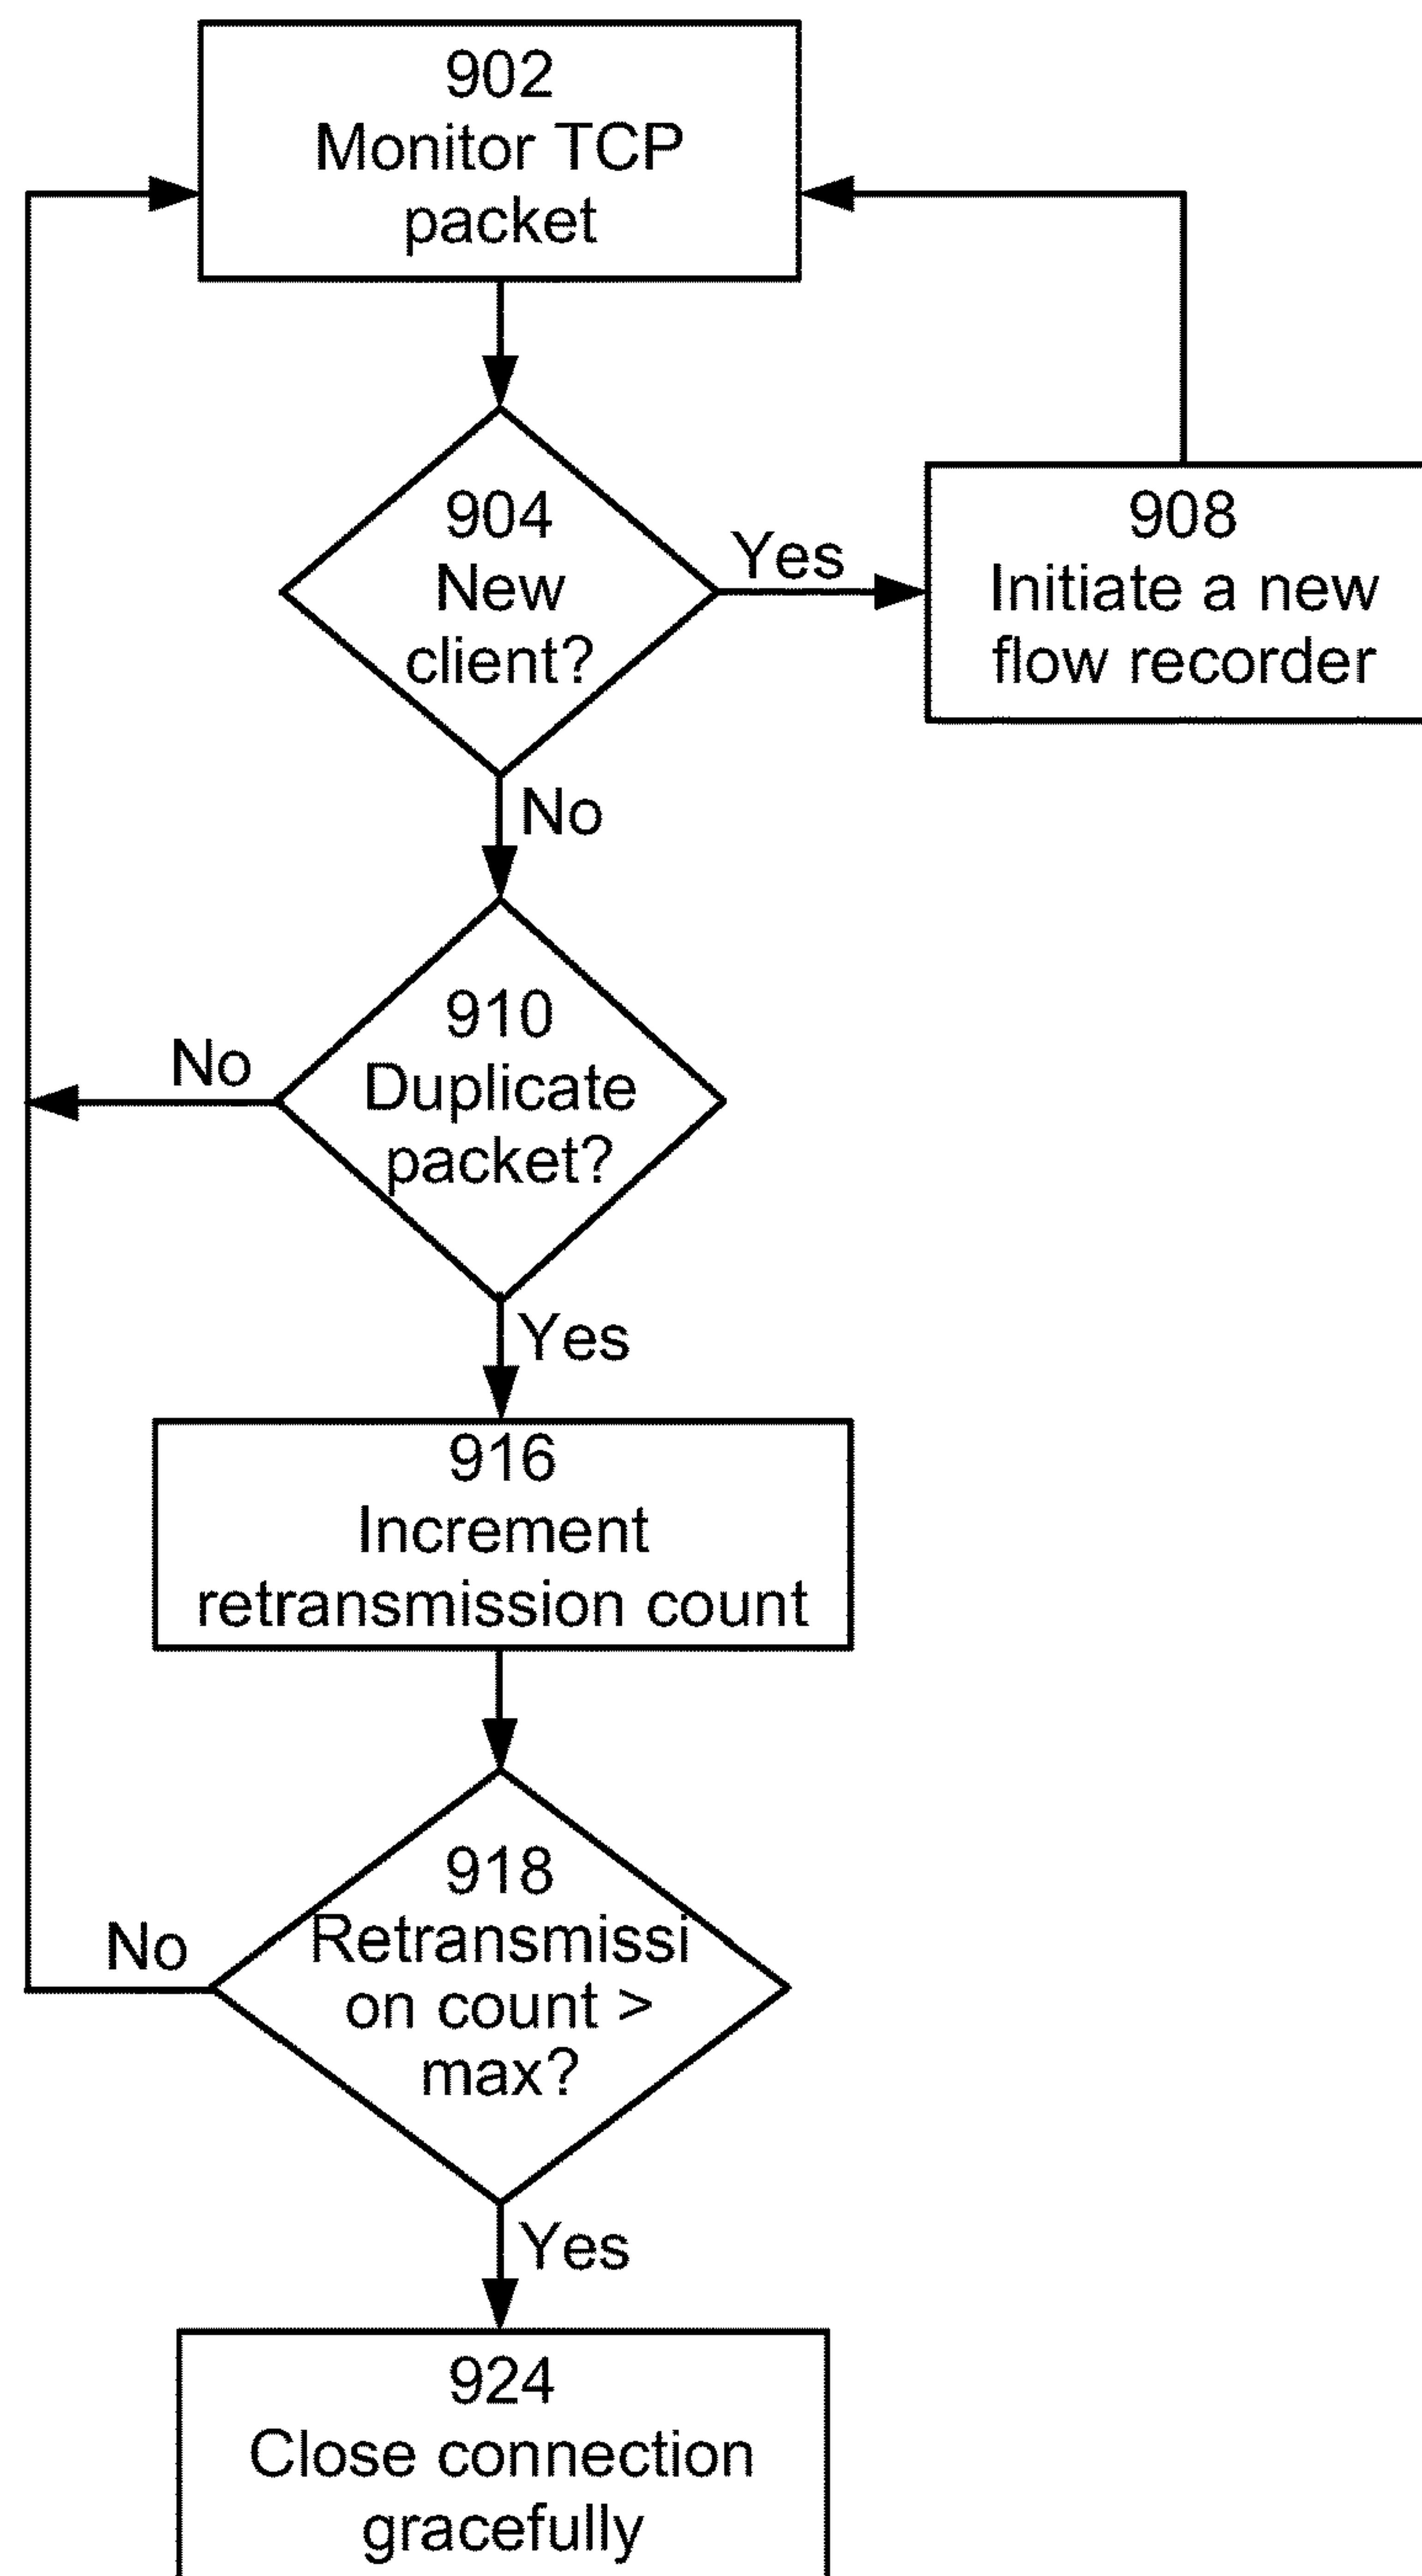 902
Monitor TCP
packet
904
New
client?
Yes
908
Initiate a new
flow recorder
No
910
Duplicate
packet?
No
Yes
916
Increment
retransmission count
918
Retransmissi
on count >
max?
No
Yes
924
Close connection
gracefully